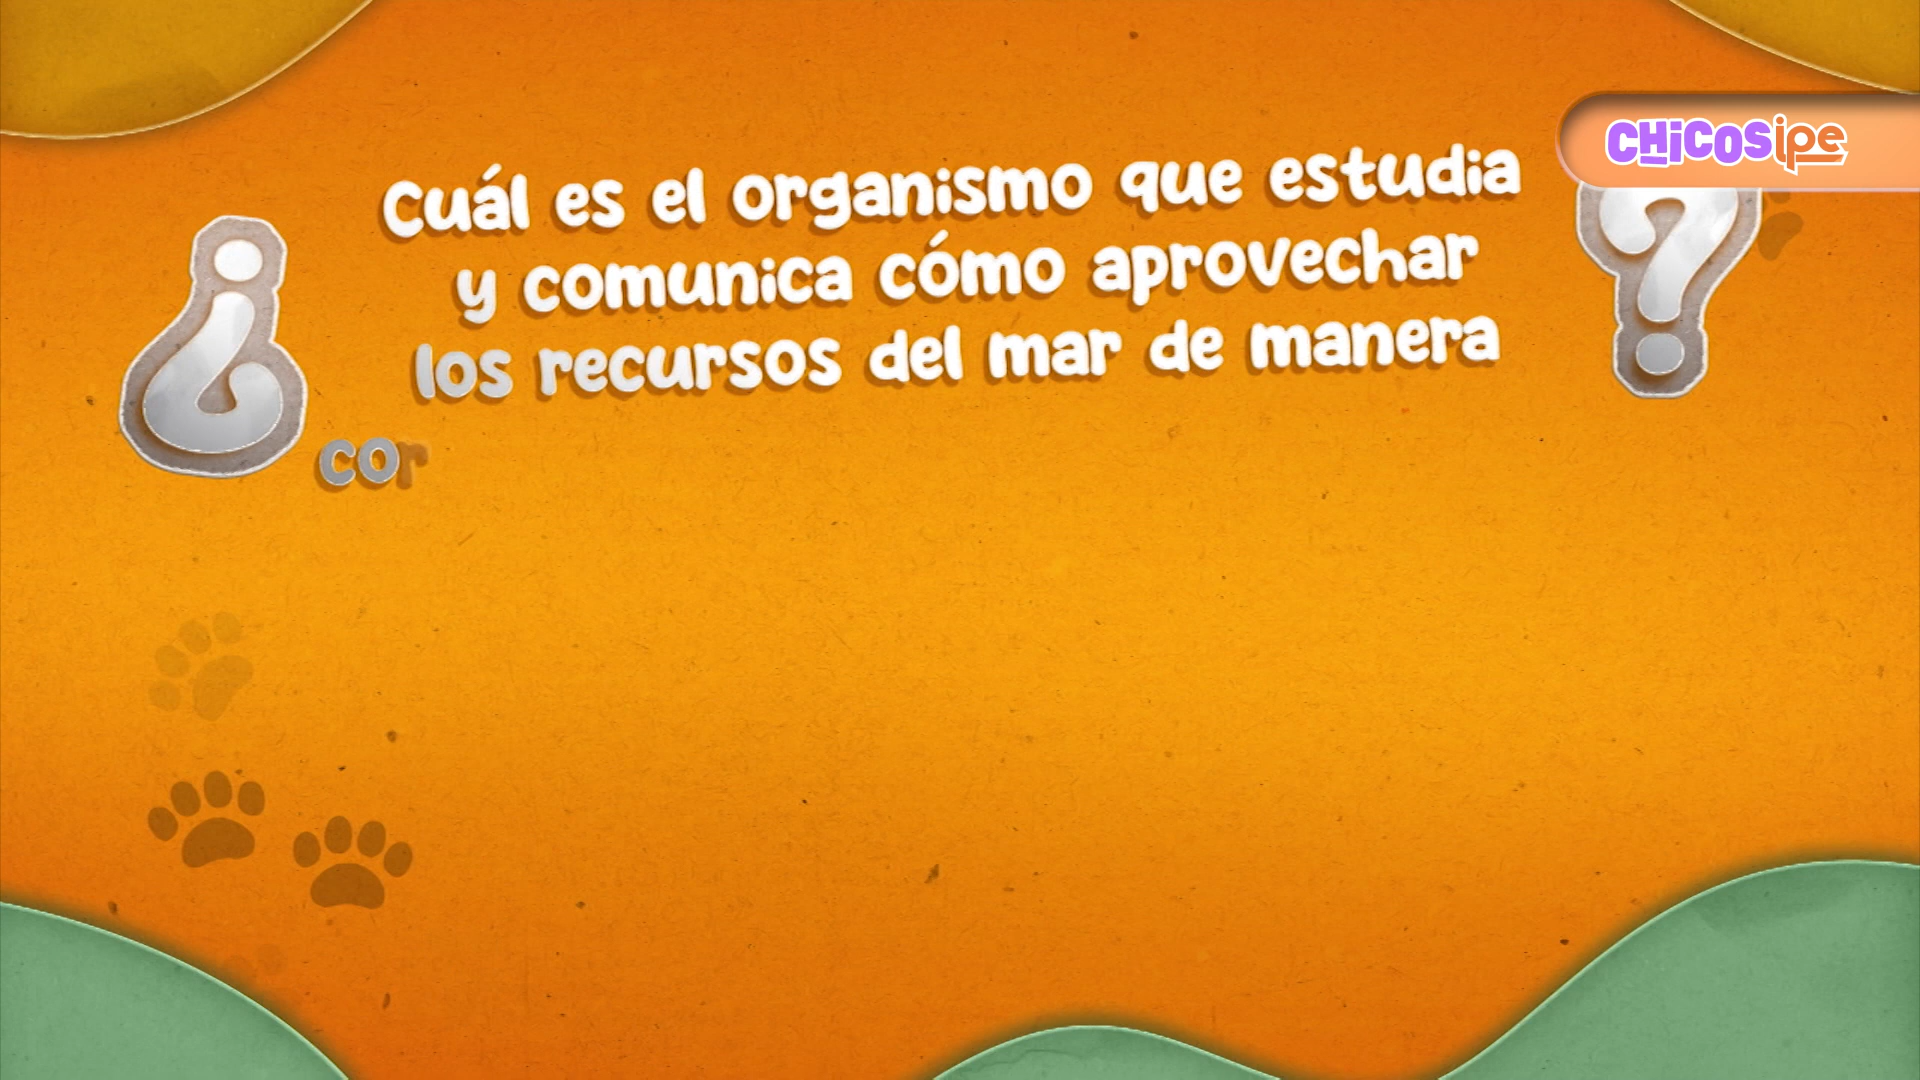 CHICOSipe
¿ Cuál es el organismo que estudia
y comunica cómo aprovechar
los recursos del mar de manera
cor
?